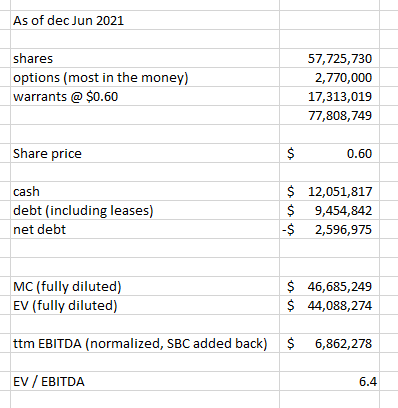 As of dec Jun 2021
shares 57,725,730
options (most in the money) 2,770,000
warrants @ $0.60 17,313,019
77,808,749
Share price $ 0.60
cash $ 12,051,817
debt (including leases) $ 9,454,842
net debt -$ 2,596,975
MC (fully diluted) $ 46,685,249
EV (fully diluted) $ 44,088,274
ttm EBITDA (normalized, SBC added back) $ 6,862,278
EV / EBITDA 6.4